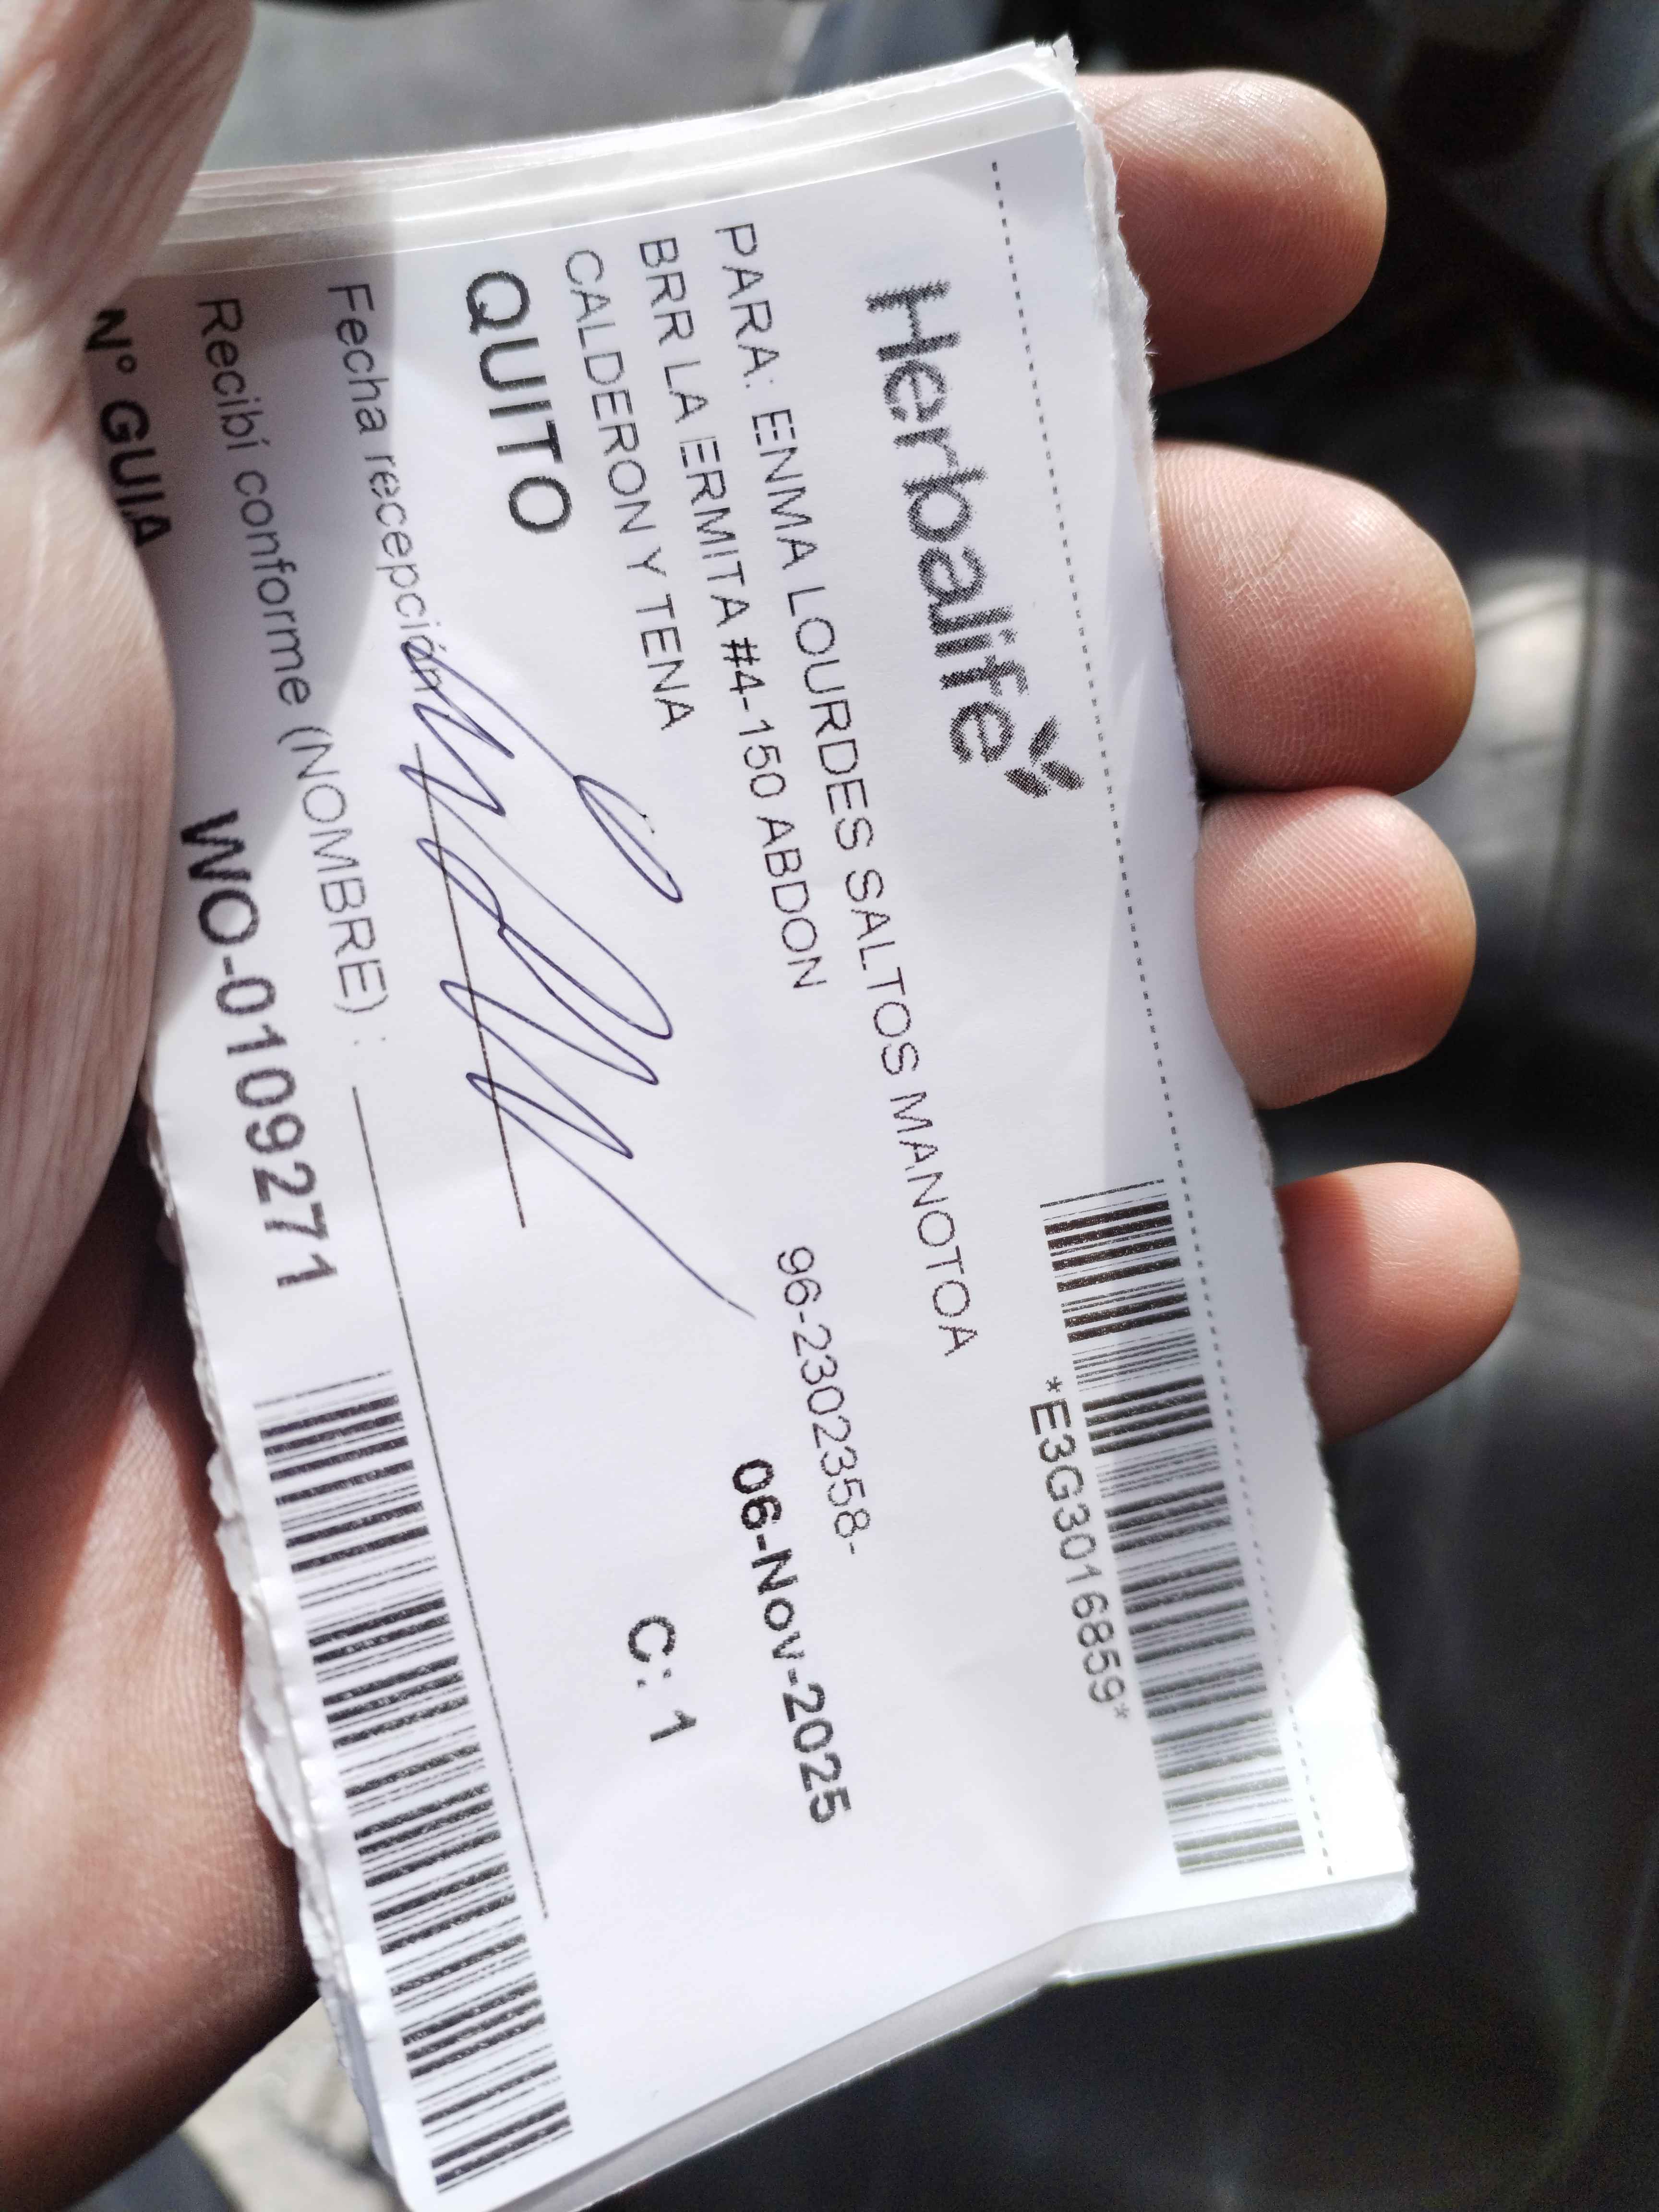 *E3G3016859*
Herbalife
PARA: ENMA LOURDES SALTOS MANOTOA
BRR LA ERMITA #4-150 ABDON
96-2302358-
CALDERON Y TENA
06-Nov-2025
QUITO
C: 1
Fecha recepción
Recibí conforme (NOMBRE) :
N° GUIA WO-0109271